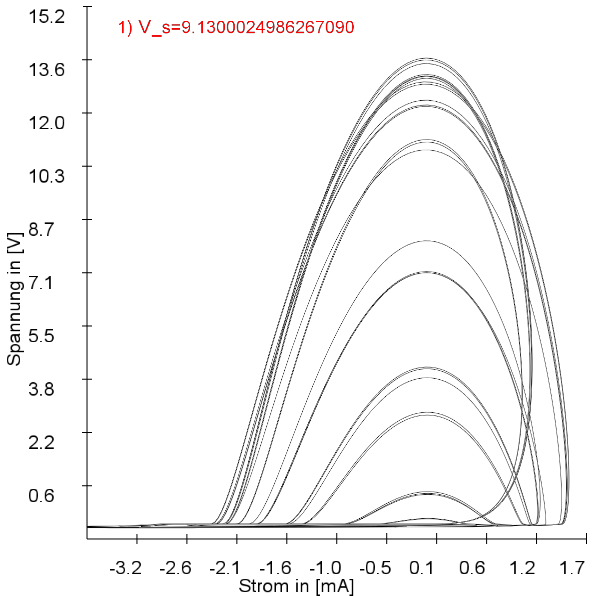 15.2
1) V_s=9.1300024986267090
13.6
12.0
10.3
8.7
7.1
5.5
3.8
2.2
0.6
Spannung in [V]
-3.2 -2.6 -2.1 -1.6 -1.0 -0.5 0.1 0.6 1.2 1.7
Strom in [mA]